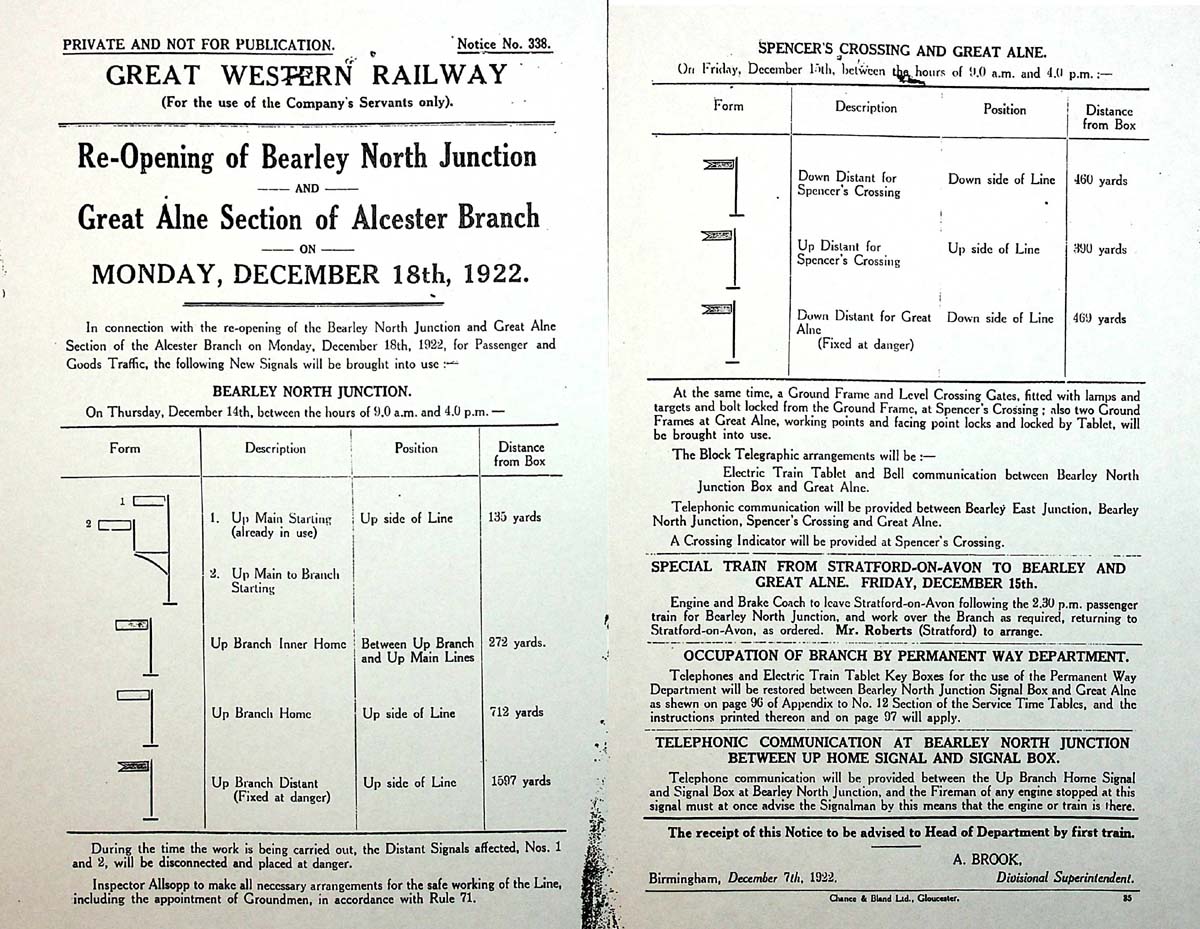 PRIVATE AND NOT FOR PUBLICATION. Notice No. 338.
GREAT WESTERN RAILWAY
(For the use of the Company's Servants only).
Re-Opening of Bearley North Junction
AND
Great Alne Section of Alcester Branch
ON
MONDAY, DECEMBER 18th, 1922.
In connection with the re-opening of the Bearley North Junction and Great Alne
Section of the Alcester Branch on Monday, December 18th, 1922, for Passenger and
Goods Traffic, the following New Signals will be brought into use :—
BEARLEY NORTH JUNCTION.
On Thursday, December 14th, between the hours of 9.0 a.m. and 4.0 p.m. —
Form Description Position Distance
from Box
1
2
1. Up Main Starting Up side of Line 135 yards
(already in use)
2. Up Main to Branch
Starting
Up Branch Inner Home Between Up Branch 272 yards.
and Up Main Lines
Up Branch Home Up side of Line 712 yards
Up Branch Distant Up side of Line 1597 yards
(Fixed at danger)
During the time the work is being carried out, the Distant Signals affected, Nos. 1
and 2, will be disconnected and placed at danger.
Inspector Allsopp to make all necessary arrangements for the safe working of the Line,
including the appointment of Groundmen, in accordance with Rule 71.
SPENCER'S CROSSING AND GREAT ALNE.
On Friday, December 15th, between the hours of 9.0 a.m. and 4.0 p.m. :—
Form Description Position Distance
from Box
Down Distant for Down side of Line 460 yards
Spencer's Crossing
Up Distant for Up side of Line 390 yards
Spencer's Crossing
Down Distant for Great Down side of Line 469 yards
Alne
(Fixed at danger)
At the same time, a Ground Frame and Level Crossing Gates, fitted with lamps and
targets and bolt locked from the Ground Frame, at Spencer's Crossing ; also two Ground
Frames at Great Alne, working points and facing point locks and locked by Tablet, will
be brought into use.
The Block Telegraphic arrangements will be :—
Electric Train Tablet and Bell communication between Bearley North
Junction Box and Great Alne.
Telephonic communication will be provided between Bearley East Junction, Bearley
North Junction, Spencer's Crossing and Great Alne.
A Crossing Indicator will be provided at Spencer's Crossing.
SPECIAL TRAIN FROM STRATFORD-ON-AVON TO BEARLEY AND
GREAT ALNE. FRIDAY, DECEMBER 15th.
Engine and Brake Coach to leave Stratford-on-Avon following the 2.30 p.m. passenger
train for Bearley North Junction, and work over the Branch as required, returning to
Stratford-on-Avon, as ordered. Mr. Roberts (Stratford) to arrange.
OCCUPATION OF BRANCH BY PERMANENT WAY DEPARTMENT.
Telephones and Electric Train Tablet Key Boxes for the use of the Permanent Way
Department will be restored between Bearley North Junction Signal Box and Great Alne
as shewn on page 96 of Appendix to No. 12 Section of the Service Time Tables, and the
instructions printed thereon and on page 97 will apply.
TELEPHONIC COMMUNICATION AT BEARLEY NORTH JUNCTION
BETWEEN UP HOME SIGNAL AND SIGNAL BOX.
Telephone communication will be provided between the Up Branch Home Signal
and Signal Box at Bearley North Junction, and the Fireman of any engine stopped at this
signal must at once advise the Signalman by this means that the engine or train is there.
The receipt of this Notice to be advised to Head of Department by first train.
A. BROOK,
Birmingham, December 7th, 1922. Divisional Superintendent.
Chance & Bland Ltd., Gloucester. 85